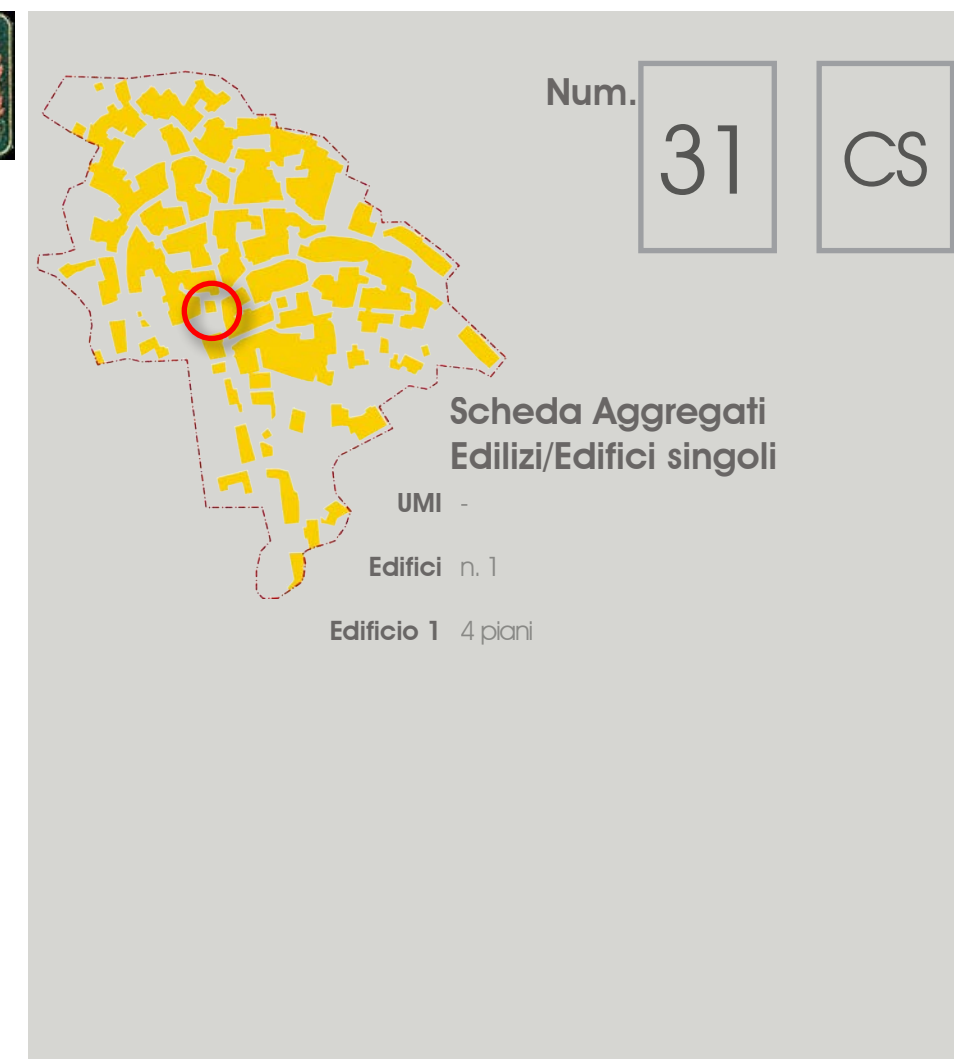 Num.
31
CS
Scheda Aggregati
Edilizi/Edifici singoli
UMI -
Edifici n. 1
Edificio 1 4 piani